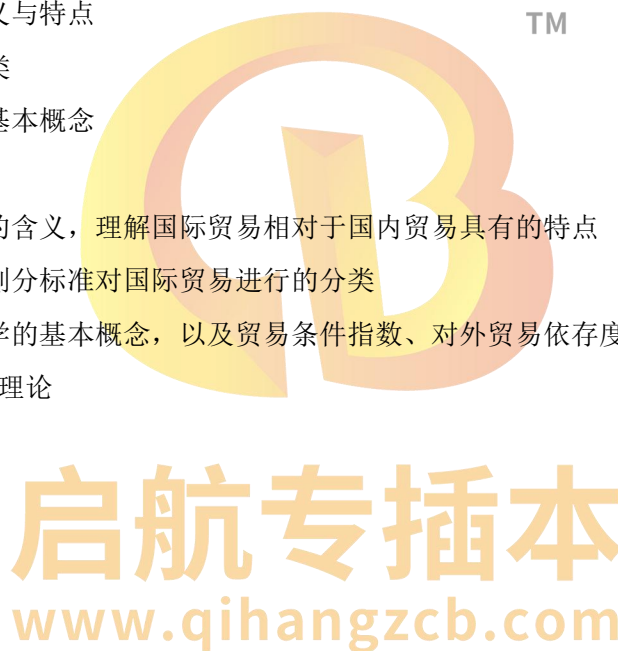 义与特点
TM
类
基本概念
的含义，理解国际贸易相对于国内贸易具有的特点
划分标准对国际贸易进行的分类
学的基本概念，以及贸易条件指数、对外贸易依存度
理论
启航专插本
www.qihangzcb.com